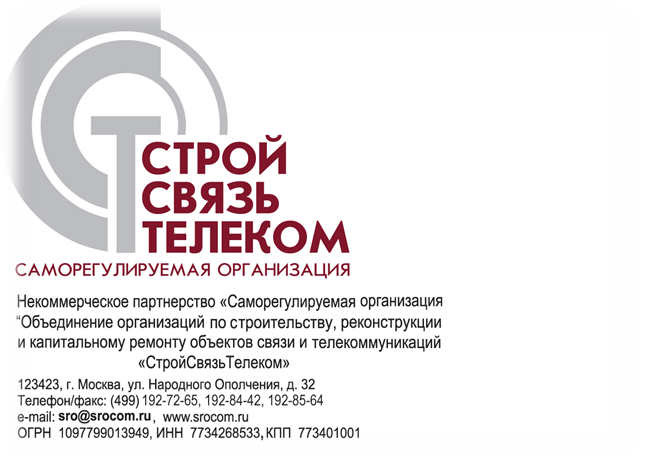 СТРОЙ
СВЯЗЬ
ТЕЛЕКОМ
САМОРЕГУЛИРУЕМАЯ ОРГАНИЗАЦИЯ
Некоммерческое партнерство «Саморегулируемая организация
“Объединение организаций по строительству, реконструкции
и капитальному ремонту объектов связи и телекоммуникаций
«СтройСвязьТелеком»
123423, г. Москва, ул. Народного Ополчения, д. 32
Телефон/факс: (499) 192-72-65, 192-84-42, 192-85-64
e-mail: sro@srocom.ru, www.srocom.ru
ОГРН 1097799013949, ИНН 7734268533, КПП 773401001